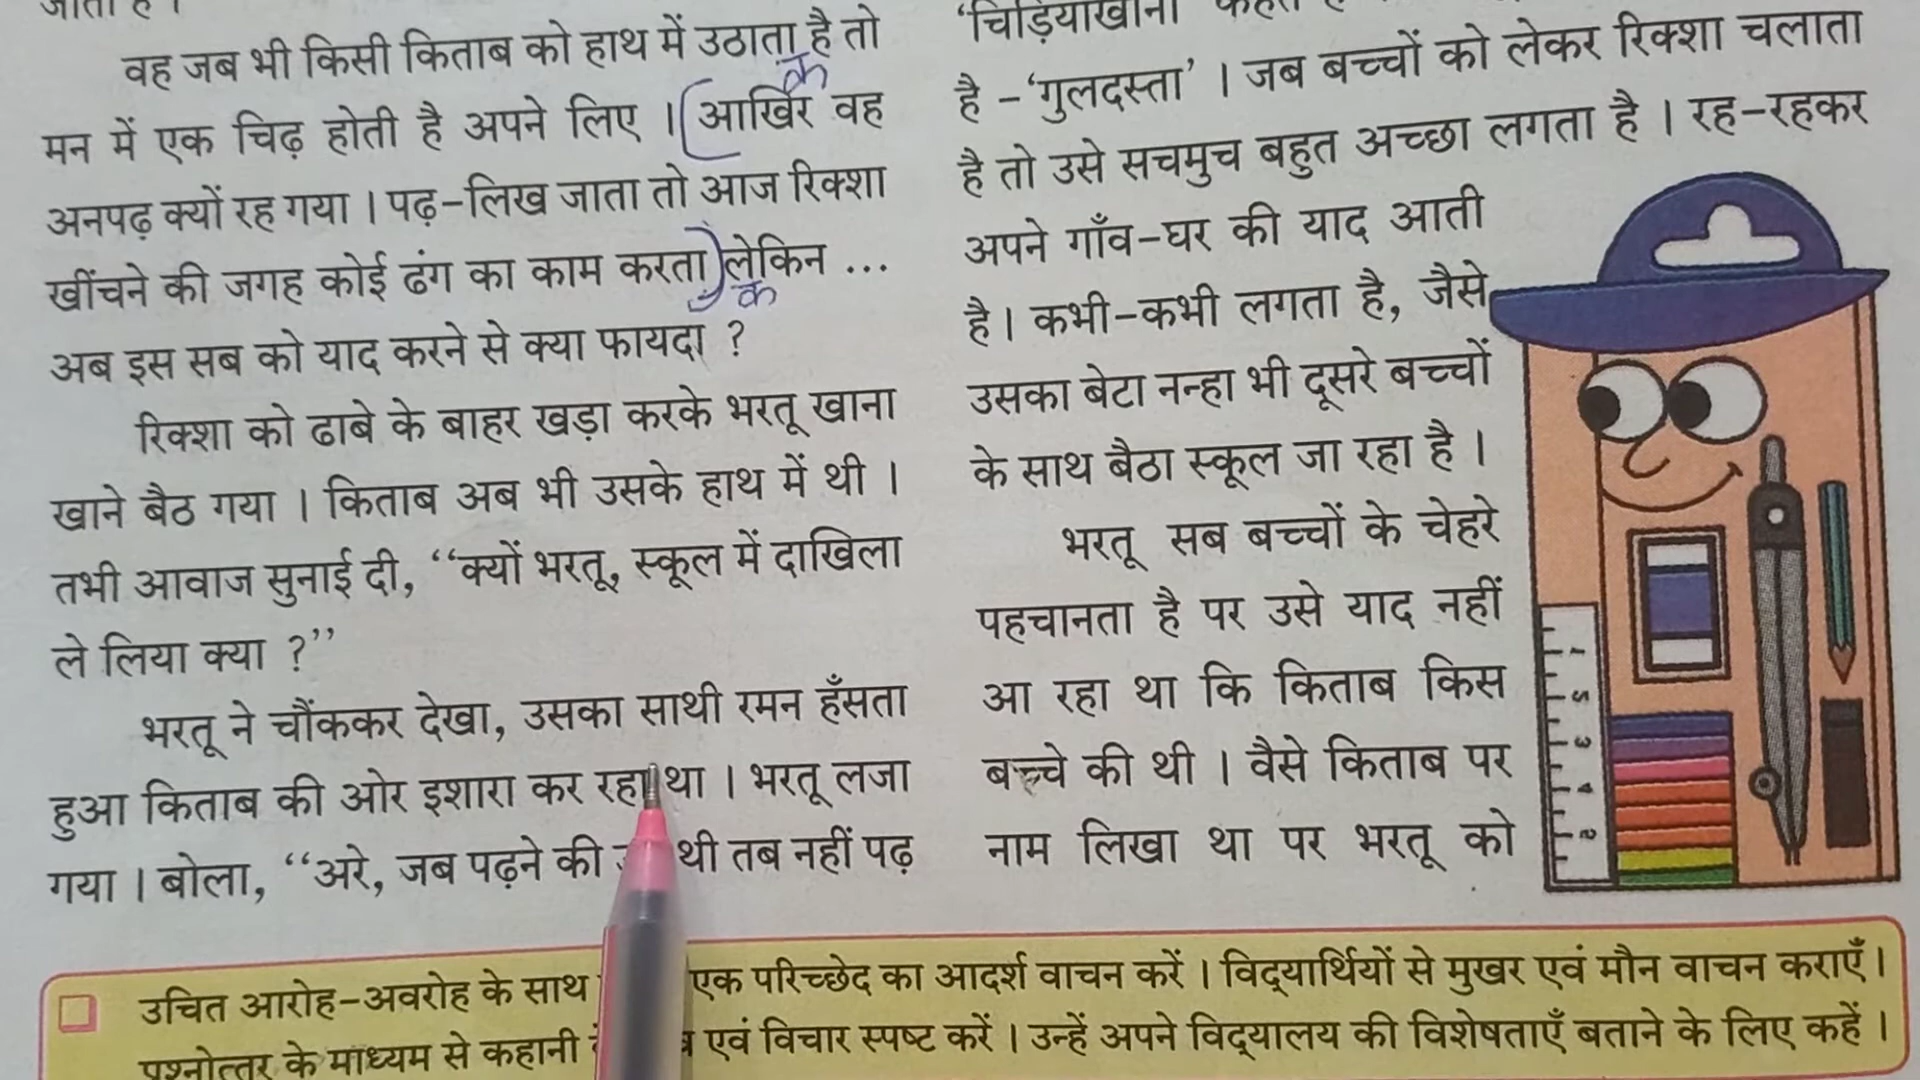 वह जब भी किसी किताब को हाथ में उठाता है तो
मन में एक चिढ़ होती है अपने लिए । (आखिर वह
अनपढ़ क्यों रह गया । पढ़-लिख जाता तो आज रिक्शा
खींचने की जगह कोई ढंग का काम करता) लेकिन ...
अब इस सब को याद करने से क्या फायदा ?
रिक्शा को ढाबे के बाहर खड़ा करके भरतू खाना
खाने बैठ गया । किताब अब भी उसके हाथ में थी ।
तभी आवाज सुनाई दी, ‘‘क्यों भरतू, स्कूल में दाखिला
ले लिया क्या ?’’
भरतू ने चौंककर देखा, उसका साथी रमन हँसता
हुआ किताब की ओर इशारा कर रहा था । भरतू लजा
गया । बोला, ‘‘अरे, जब पढ़ने की थी तब नहीं पढ़
‘चिड़ियाखाना
है - ‘गुलदस्ता’ । जब बच्चों को लेकर रिक्शा चलाता
है तो उसे सचमुच बहुत अच्छा लगता है । रह-रहकर
अपने गाँव-घर की याद आती
है । कभी-कभी लगता है, जैसे
उसका बेटा नन्हा भी दूसरे बच्चों
के साथ बैठा स्कूल जा रहा है ।
भरतू सब बच्चों के चेहरे
पहचानता है पर उसे याद नहीं
आ रहा था कि किताब किस
बच्चे की थी । वैसे किताब पर
नाम लिखा था पर भरतू को
उचित आरोह-अवरोह के साथ एक परिच्छेद का आदर्श वाचन करें । विद्‌यार्थियों से मुखर एवं मौन वाचन कराएँ ।
प्रश्नोत्तर के माध्यम से कहानी एवं विचार स्पष्ट करें । उन्हें अपने विद्‌यालय की विशेषताएँ बताने के लिए कहें ।